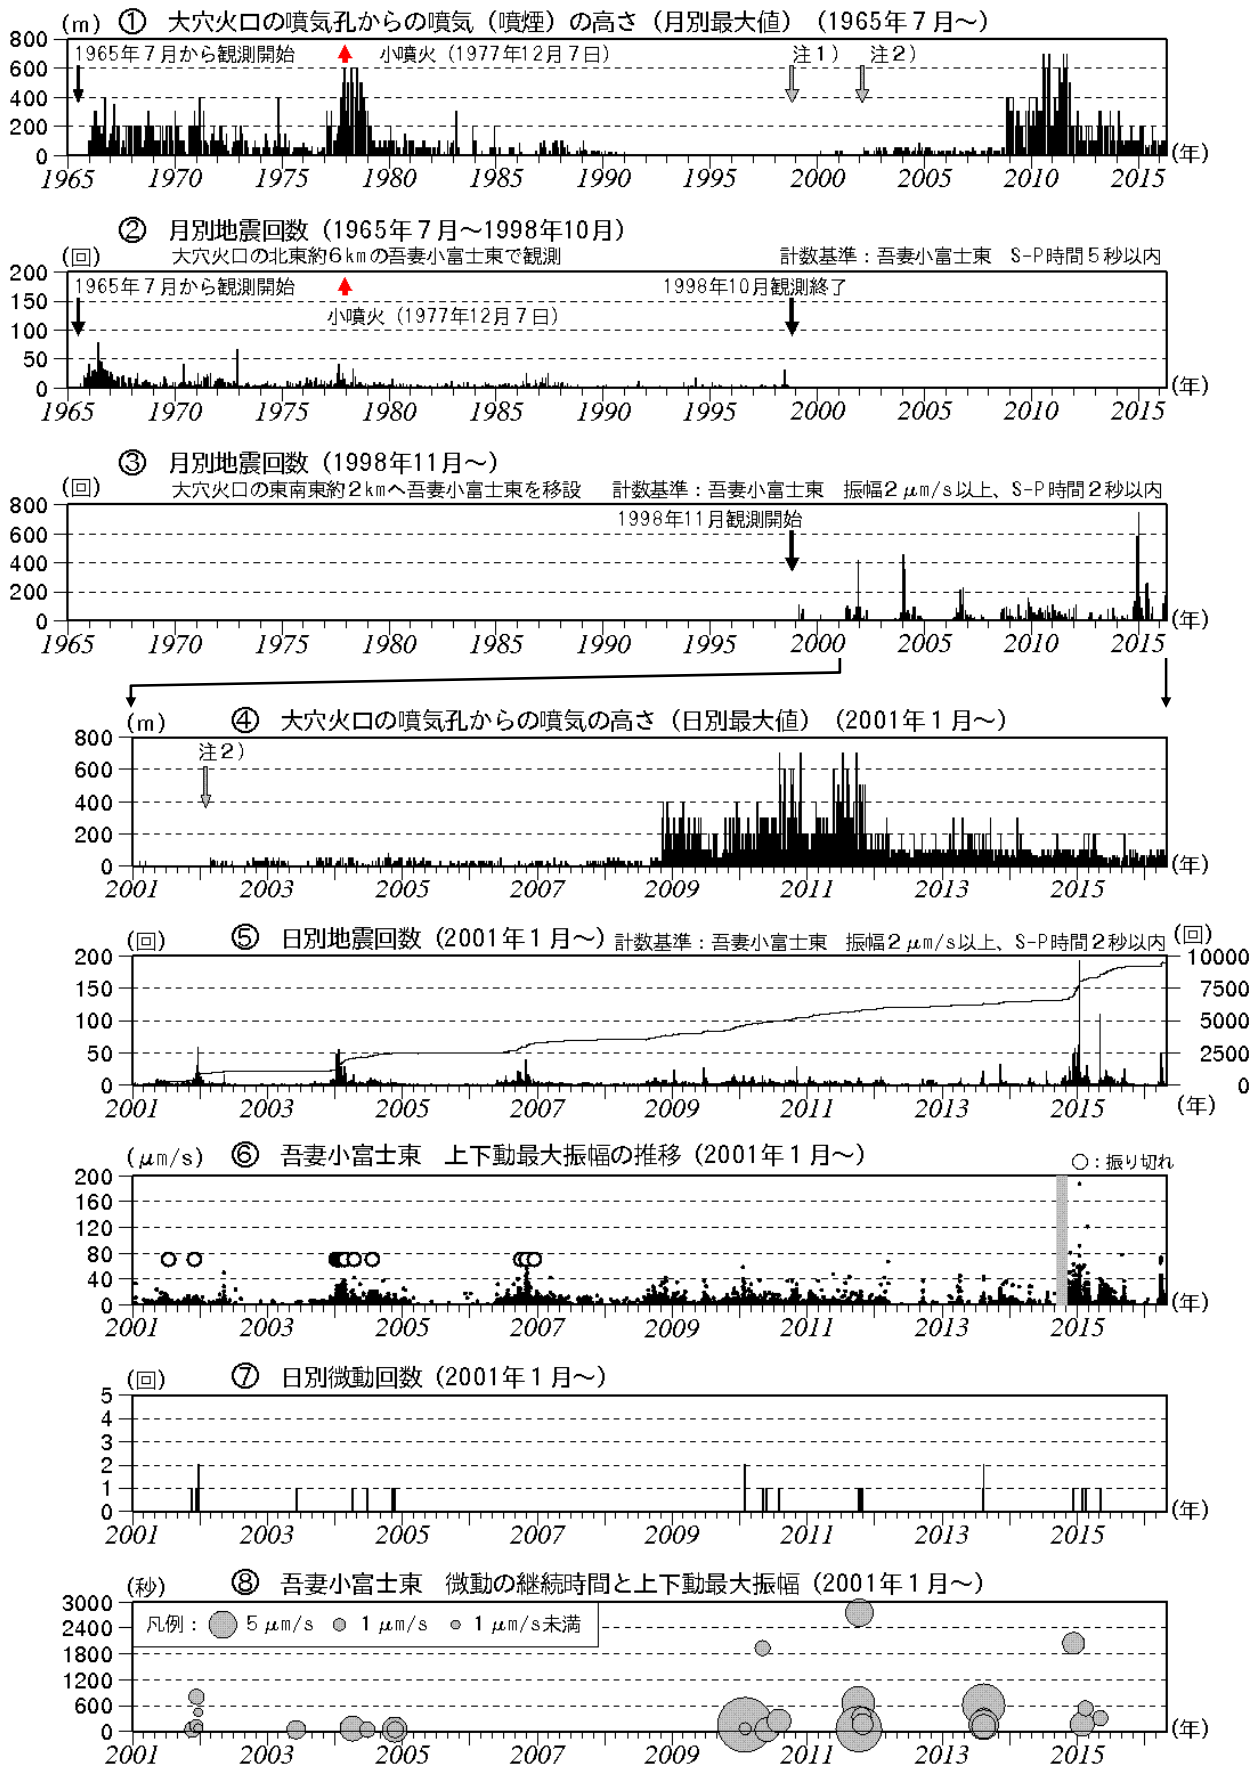 (m) ① 大穴火口の噴気孔からの噴気（噴煙）の高さ（月別最大値）（1965年７月～）
800
600
400
200
0
1965年７月から観測開始
小噴火（1977年12月７日）
注１）
注２）
1965 1970 1975 1980 1985 1990 1995 2000 2005 2010 2015 (年)
② 月別地震回数（1965年７月～1998年10月）
(回) 大穴火口の北東約６kmの吾妻小富士東で観測 計数基準：吾妻小富士東 S-P時間５秒以内
200
150
100
50
0
1965年７月から観測開始
1998年10月観測終了
小噴火（1977年12月７日）
1965 1970 1975 1980 1985 1990 1995 2000 2005 2010 2015 (年)
③ 月別地震回数（1998年11月～）
(回) 大穴火口の東南東約２kmへ吾妻小富士東を移設 計数基準：吾妻小富士東 振幅２μm/s以上、S-P時間２秒以内
800
600
400
200
0
1998年11月観測開始
1965 1970 1975 1980 1985 1990 1995 2000 2005 2010 2015 (年)
(m) ④ 大穴火口の噴気孔からの噴気の高さ（日別最大値）（2001年１月～）
800
600
400
200
0
注２）
2001 2003 2005 2007 2009 2011 2013 2015 (年)
(回) ⑤ 日別地震回数（2001年１月～） 計数基準：吾妻小富士東 振幅２μm/s以上、S-P時間２秒以内 (回)
200 10000
150 7500
100 5000
50 2500
0 0
2001 2003 2005 2007 2009 2011 2013 2015 (年)
(μm/s) ⑥ 吾妻小富士東 上下動最大振幅の推移（2001年１月～）
○：振り切れ
200
160
120
80
40
0
2001 2003 2005 2007 2009 2011 2013 2015 (年)
(回) ⑦ 日別微動回数（2001年１月～）
5
4
3
2
1
0
2001 2003 2005 2007 2009 2011 2013 2015 (年)
(秒) ⑧ 吾妻小富士東 微動の継続時間と上下動最大振幅（2001年１月～）
3000
2400
1800
1200
600
0
凡例： 5 μm/s 1 μm/s 1 μm/s未満
2001 2003 2005 2007 2009 2011 2013 2015 (年)